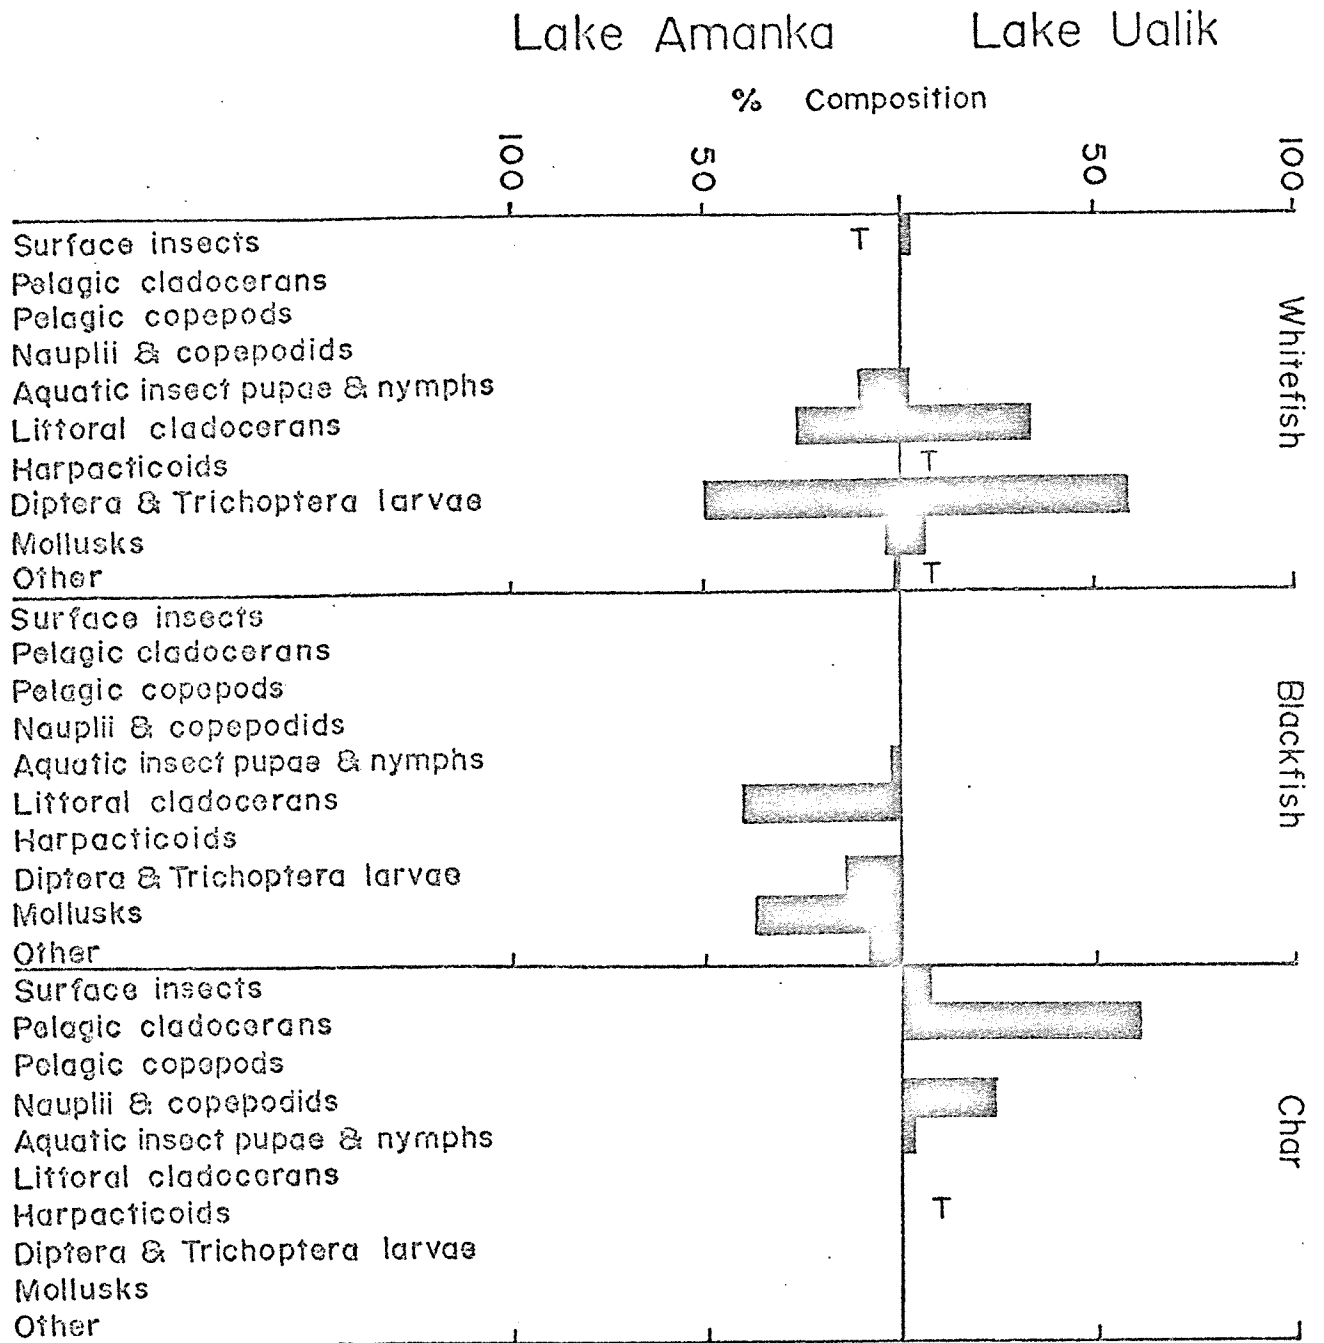 Lake Amanka Lake Ualik
% Composition
100 50 50 100
Surface insects T
Pelagic cladocerans
Pelagic copepods
Nauplii & copepodids
Aquatic insect pupae & nymphs
Littoral cladocerans
Harpacticoids T
Diptera & Trichoptera larvae
Mollusks
Other T
Whitefish
Surface insects
Pelagic cladocerans
Pelagic copepods
Nauplii & copepodids
Aquatic insect pupae & nymphs
Littoral cladocerans
Harpacticoids
Diptera & Trichoptera larvae
Mollusks
Other
Blackfish
Surface insects
Pelagic cladocerans
Pelagic copepods
Nauplii & copepodids
Aquatic insect pupae & nymphs
Littoral cladocerans
Harpacticoids T
Diptera & Trichoptera larvae
Mollusks
Other
Char